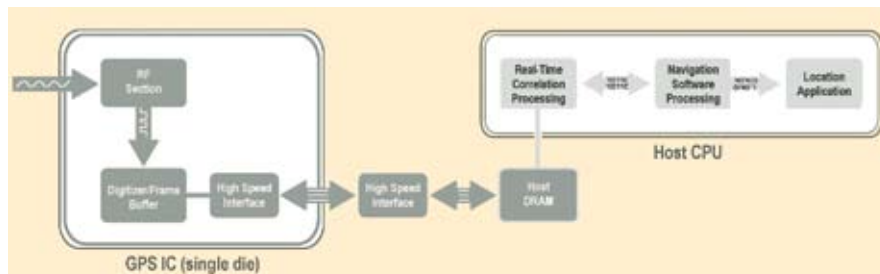 RF
Section
Digitizer/Frame
Buffer
High Speed
Interface
GPS IC (single die)
High Speed
Interface
Host
DRAM
Real-Time
Correlation
Processing
Navigation
Software
Processing
Location
Application
Host CPU